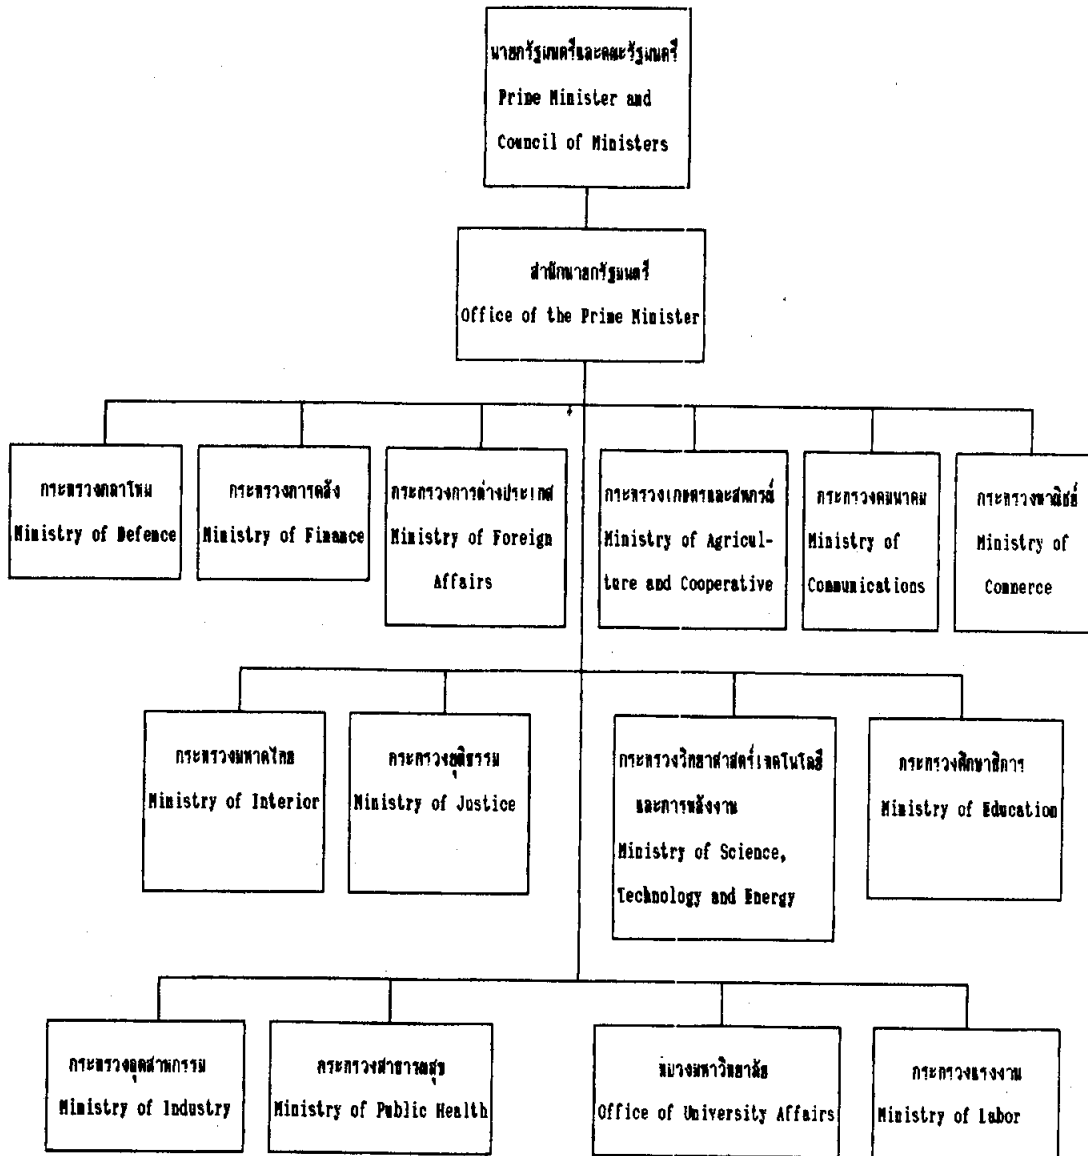 นายกรัฐมนตรีและคณะรัฐมนตรี
Prime Minister and
Council of Ministers
สำนักนายกรัฐมนตรี
Office of the Prime Minister
กระทรวงกลาโหม
Ministry of Defence
กระทรวงการคลัง
Ministry of Finance
กระทรวงการต่างประเทศ
Ministry of Foreign
Affairs
กระทรวงเกษตรและสหกรณ์
Ministry of Agricul-
ture and Cooperative
กระทรวงคมนาคม
Ministry of
Communications
กระทรวงพาณิชย์
Ministry of
Commerce
กระทรวงมหาดไทย
Ministry of Interior
กระทรวงยุติธรรม
Ministry of Justice
กระทรวงวิทยาศาสตร์เทคโนโลยี
และการพลังงาน
Ministry of Science,
Technology and Energy
กระทรวงศึกษาธิการ
Ministry of Education
กระทรวงอุตสาหกรรม
Ministry of Industry
กระทรวงสาธารณสุข
Ministry of Public Health
ทบวงมหาวิทยาลัย
Office of University Affairs
กระทรวงแรงงาน
Ministry of Labor